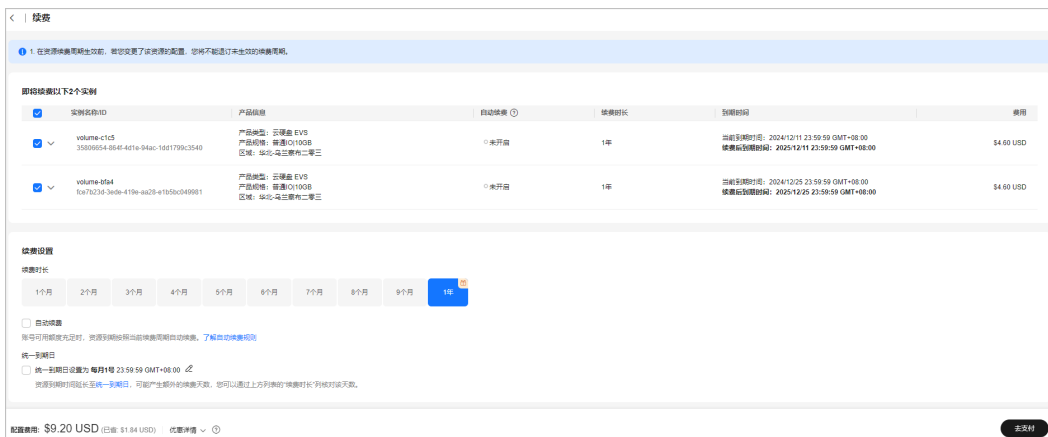 续费
1. 在资源续费周期生效前，若您变更了该资源的配置，您将不能退订未生效的续费周期。
即将续费以下2个实例
实例名称/ID 产品信息 自动续费 续费时长 到期时间 费用
volume-c1c5
35806654-864f-4d1e-94ac-1dd1799c3540
产品类型：云硬盘 EVS
产品规格：普通IO|10GB
区域：华北-乌兰察布二零三
未开启
1年
当前到期时间：2024/12/11 23:59:59 GMT+08:00
续费后到期时间：2025/12/11 23:59:59 GMT+08:00
$4.60 USD
volume-bfa4
fce7b23d-3ede-419e-aa28-e1b5bc049981
产品类型：云硬盘 EVS
产品规格：普通IO|10GB
区域：华北-乌兰察布二零三
未开启
1年
当前到期时间：2024/12/25 23:59:59 GMT+08:00
续费后到期时间：2025/12/25 23:59:59 GMT+08:00
$4.60 USD
续费设置
续费时长
1个月 2个月 3个月 4个月 5个月 6个月 7个月 8个月 9个月 1年
自动续费
账号可用额度充足时，资源到期按照当前续费周期自动续费。了解自动续费规则
统一到期日
统一到期日设置为 每月1号 23:59:59 GMT+08:00
资源到期时间延长至统一到期日，可能产生额外的续费天数，您可以通过上方列表的“续费时长”列核对该天数。
配置费用: $9.20 USD (已省: $1.84 USD) 优惠详情
去支付